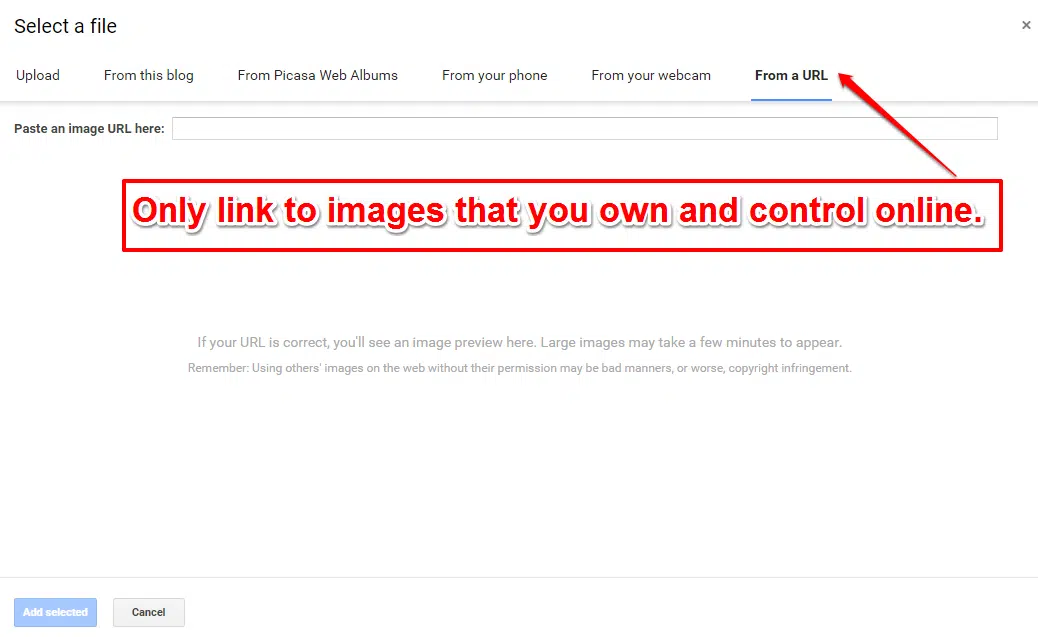 Select a file
×
Upload From this blog From Picasa Web Albums From your phone From your webcam From a URL
Paste an image URL here:
Only link to images that you own and control online.
If your URL is correct, you'll see an image preview here. Large images may take a few minutes to appear.
Remember: Using others' images on the web without their permission may be bad manners, or worse, copyright infringement.
Add selected Cancel